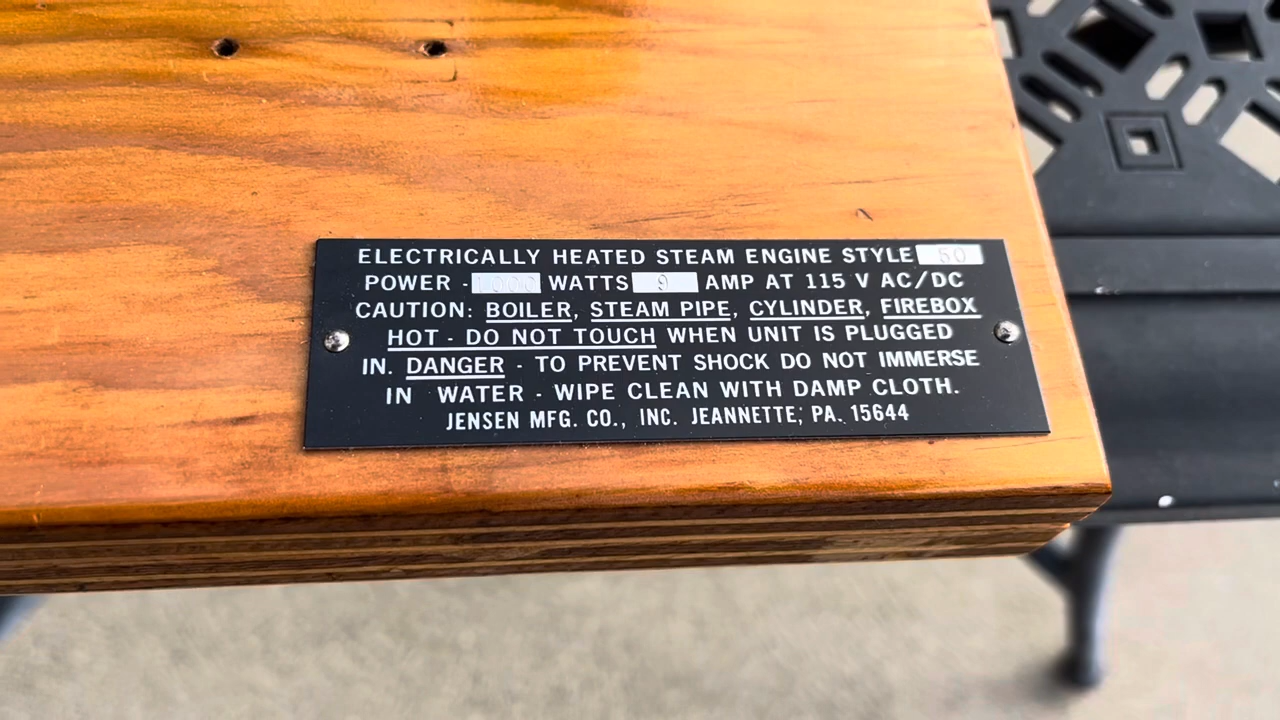 ELECTRICALLY HEATED STEAM ENGINE STYLE 50
POWER - 1000 WATTS 9 AMP AT 115 V AC/DC
CAUTION: BOILER, STEAM PIPE, CYLINDER, FIREBOX
HOT - DO NOT TOUCH WHEN UNIT IS PLUGGED
IN. DANGER - TO PREVENT SHOCK DO NOT IMMERSE
IN WATER - WIPE CLEAN WITH DAMP CLOTH.
JENSEN MFG. CO., INC. JEANNETTE, PA. 15644